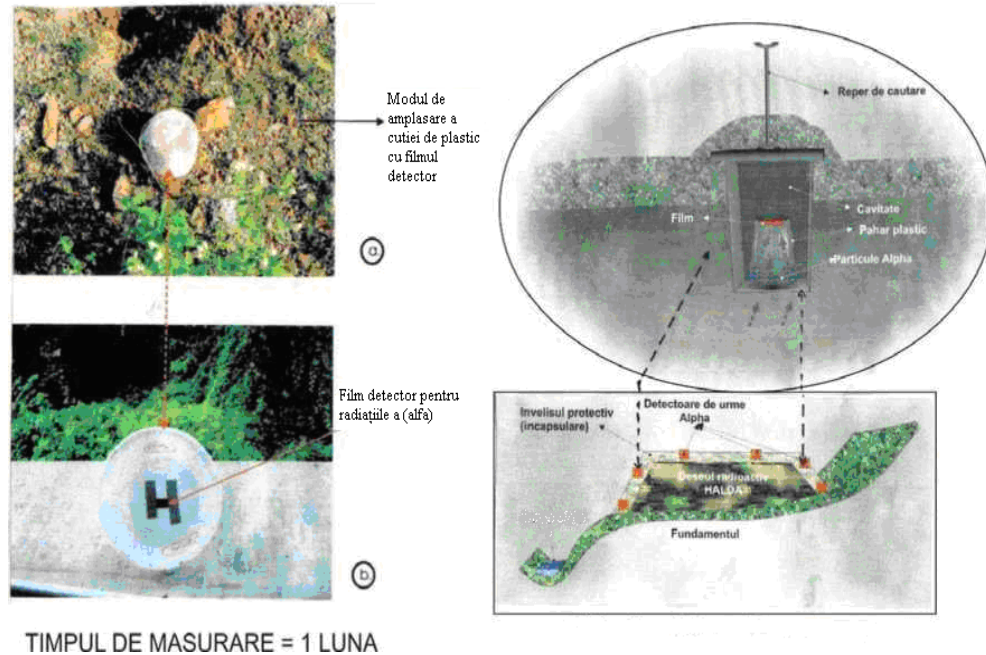 Modul de
amplasare a
cutiei de plastic
cu filmul
detector
a
Film detector pentru
radiațiile a (alfa)
H
b
TIMPUL DE MASURARE = 1 LUNA
Reper de cautare
Film
Cavitate
Pahar plastic
Particule Alpha
Invelisul protectiv
(incapsulare)
Detectoare de urme
Alpha
Deseul radioactiv
HALDA
Fundamentul